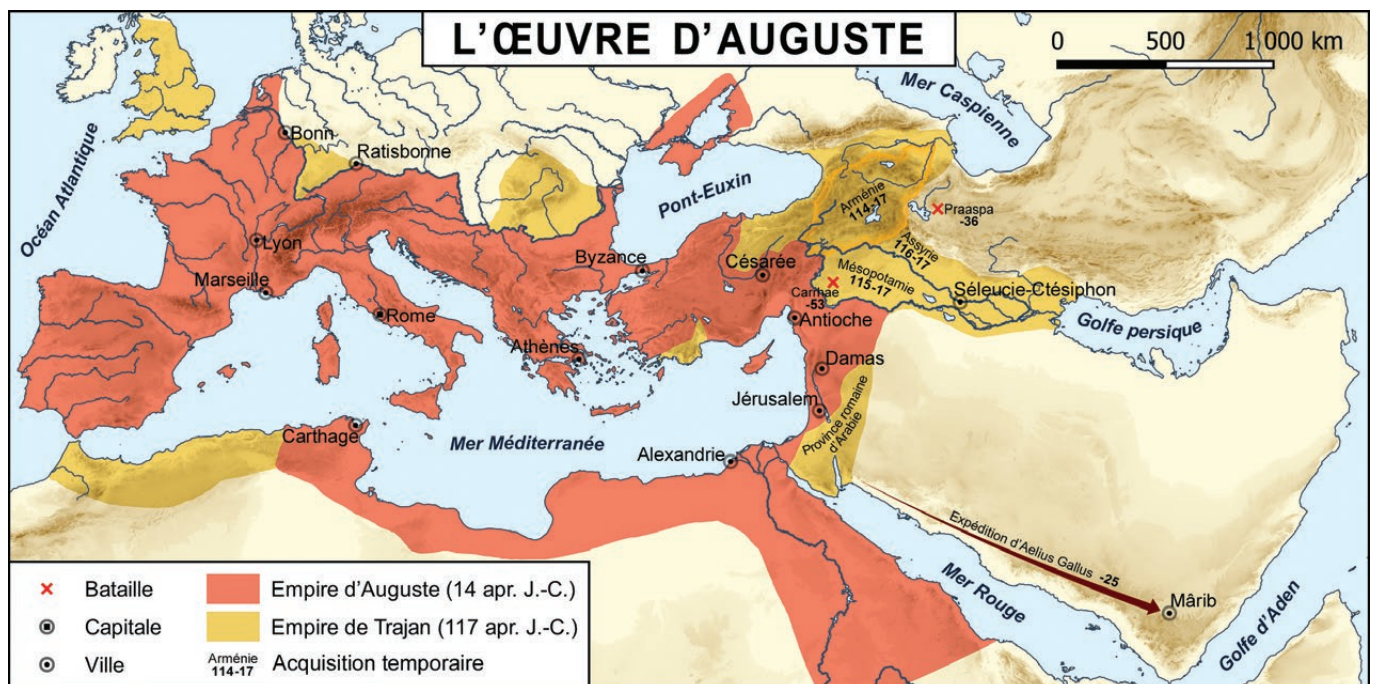 L'ŒUVRE D'AUGUSTE
0 500 1 000 km
Mer Caspienne
Océan Atlantique
Bonn
Ratisbonne
Pont-Euxin
Arménie
114-17
Praaspa
-36
Lyon
Assyrie
116-17
Marseille
Byzance
Césarée
Mésopotamie
115-17
Séleucie-Ctésiphon
Rome
Carrhae
-53
Antioche
Golfe persique
Athènes
Damas
Jérusalem
Province romaine
d'Arabie
Carthage
Mer Méditerranée
Alexandrie
Expédition d'Aelius Gallus -25
Mer Rouge
Mârib
Golfe d'Aden
Bataille
Empire d'Auguste (14 apr. J.-C.)
Capitale
Empire de Trajan (117 apr. J.-C.)
Ville
Arménie
114-17
Acquisition temporaire